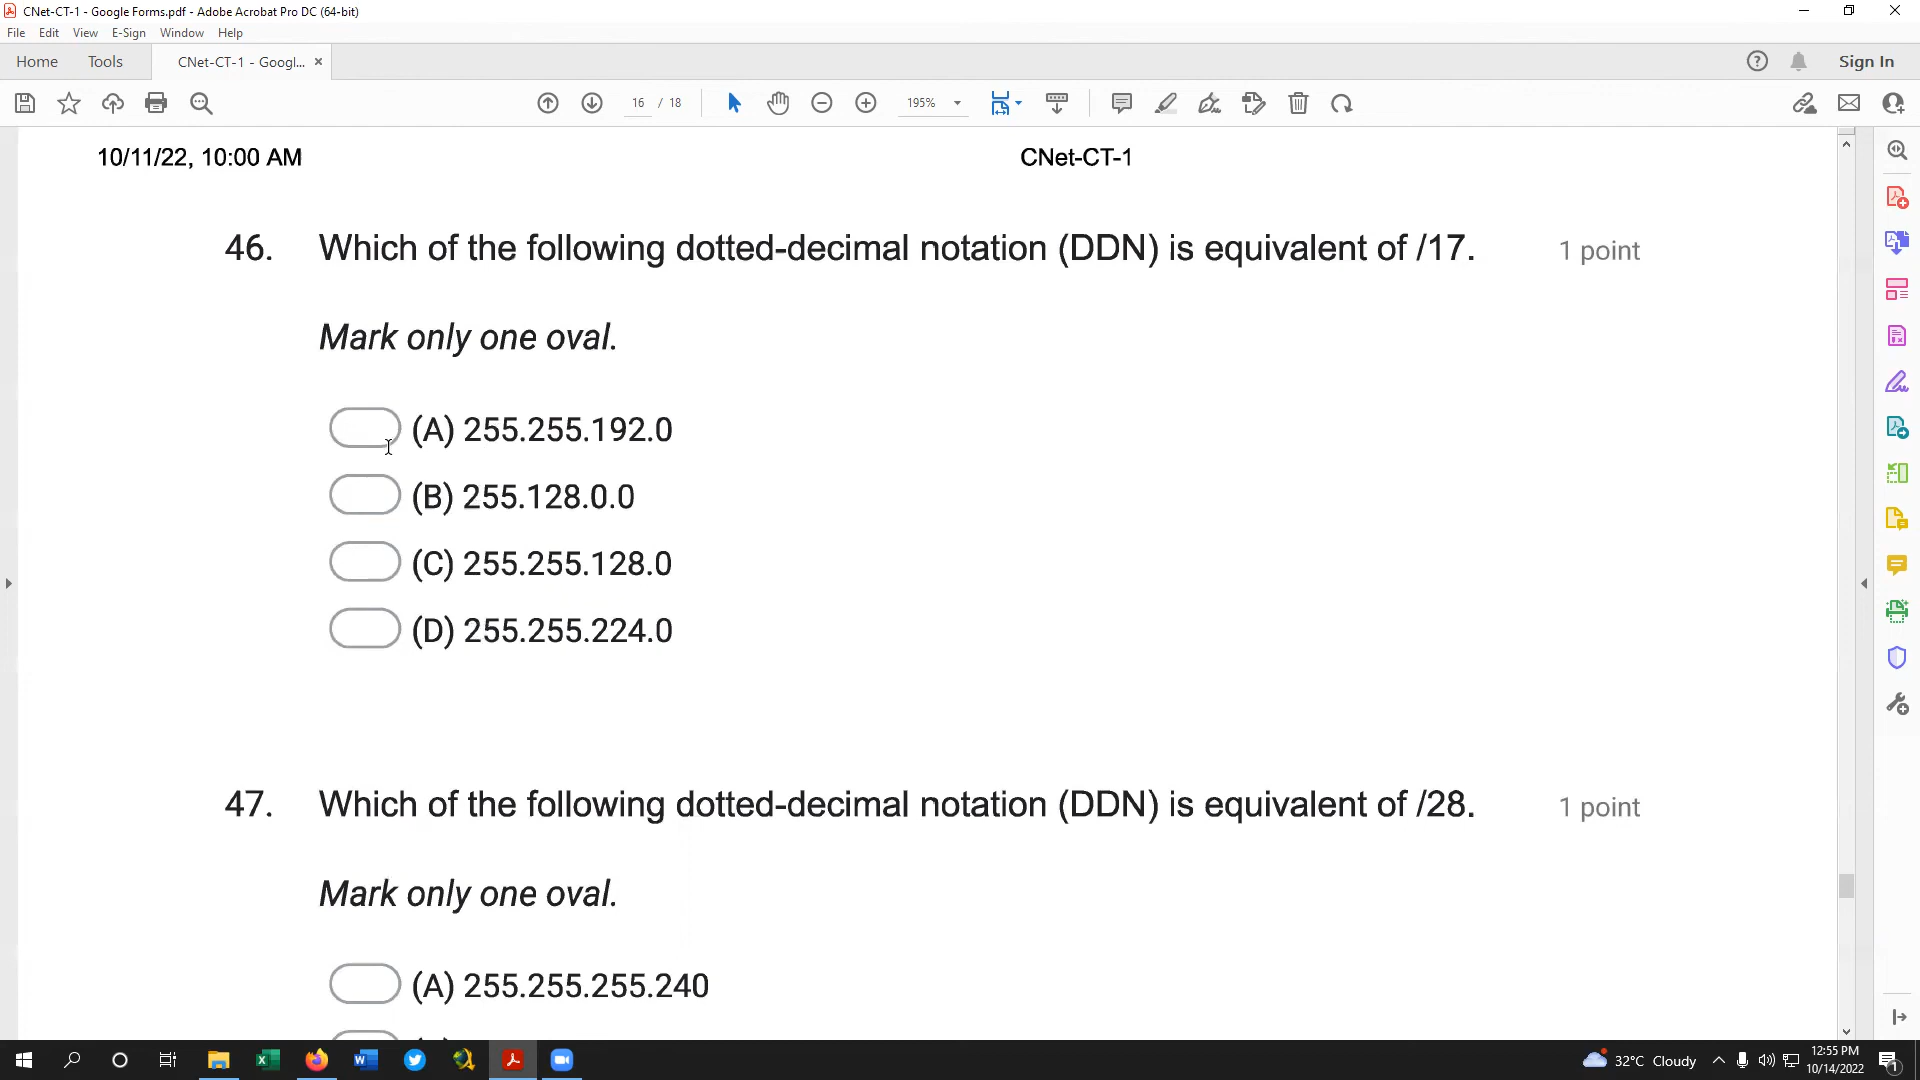 CNet-CT-1 - Google Forms.pdf - Adobe Acrobat Pro DC (64-bit)
File Edit View E-Sign Window Help
Home Tools CNet-CT-1 - Googl... × Sign In
16 / 18 195%
10/11/22, 10:00 AM CNet-CT-1
46. Which of the following dotted-decimal notation (DDN) is equivalent of /17. 1 point
Mark only one oval.
(A) 255.255.192.0
(B) 255.128.0.0
(C) 255.255.128.0
(D) 255.255.224.0
47. Which of the following dotted-decimal notation (DDN) is equivalent of /28. 1 point
Mark only one oval.
(A) 255.255.255.240
32°C Cloudy 12:55 PM
10/14/2022 1